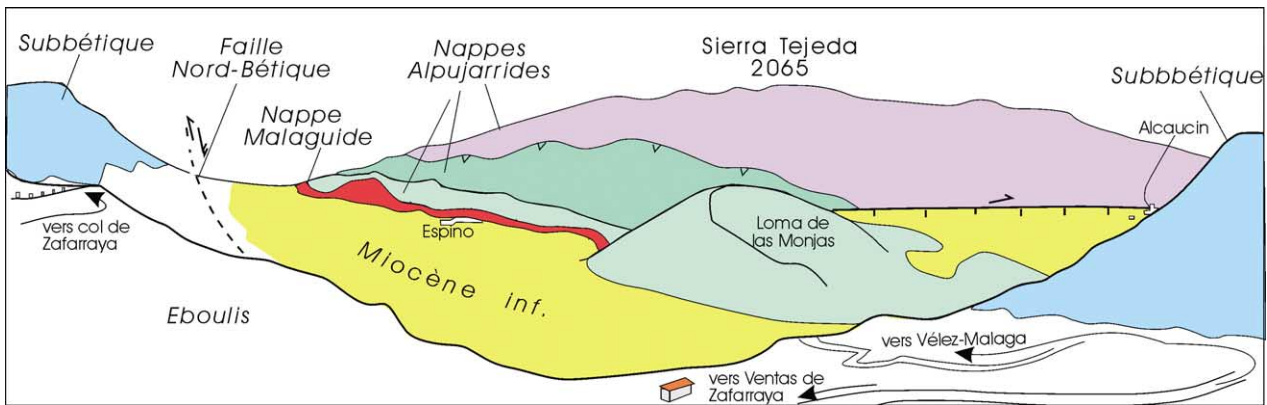 Subbétique
Faille
Nord-Bétique
Nappe
Malaguide
Nappes
Alpujarrides
Sierra Tejeda
2065
Subbbétique
Alcaucin
vers col de
Zafarraya
Espino
Loma de
las Monjas
Miocène inf.
Eboulis
vers Vélez-Malaga
vers Ventas de
Zafarraya